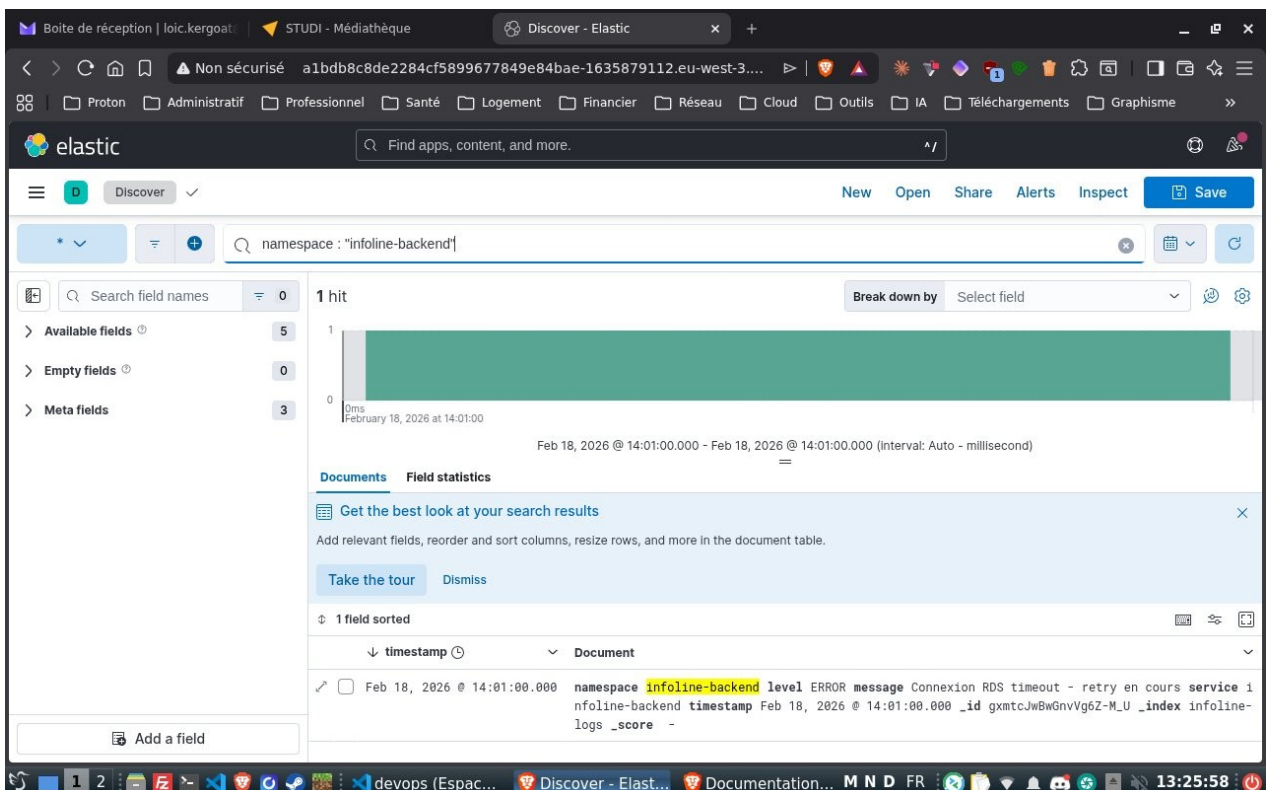 Boite de réception | loic.kergoat
STUDI - Médiathèque
Discover - Elastic
Non sécurisé a1bdb8c8de2284cf5899677849e84bae-1635879112.eu-west-3....
1
Proton Administratif Professionnel Santé Logement Financier Réseau Cloud Outils IA Téléchargements Graphisme »
elastic
Find apps, content, and more.
^/
D Discover
New Open Share Alerts Inspect Save
*
namespace : "infoline-backend"
Search field names 0
1 hit
Break down by Select field
Available fields 5
Empty fields 0
Meta fields 3
1
0
0ms
February 18, 2026 at 14:01:00
Feb 18, 2026 @ 14:01:00.000 - Feb 18, 2026 @ 14:01:00.000 (interval: Auto - millisecond)
Documents Field statistics
Get the best look at your search results
Add relevant fields, reorder and sort columns, resize rows, and more in the document table.
Take the tour Dismiss
1 field sorted
timestamp Document
Feb 18, 2026 @ 14:01:00.000 namespace infoline-backend level ERROR message Connexion RDS timeout - retry en cours service i
nfoline-backend timestamp Feb 18, 2026 @ 14:01:00.000 _id gxmtcJwBwGnvVg6Z-M_U _index infoline-
logs _score -
Add a field
1 2 devops (Espac... Discover - Elast... Documentation... M N D FR 13:25:58